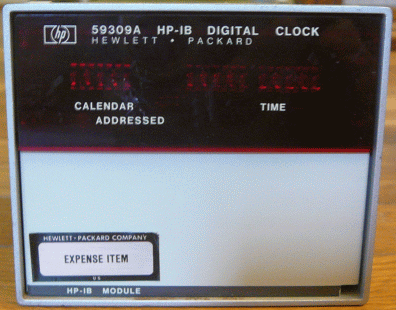 hp 59309A HP-IB DIGITAL CLOCK
HEWLETT • PACKARD
CALENDAR TIME
ADDRESSED
HEWLETT-PACKARD COMPANY
EXPENSE ITEM
U S
HP-IB MODULE